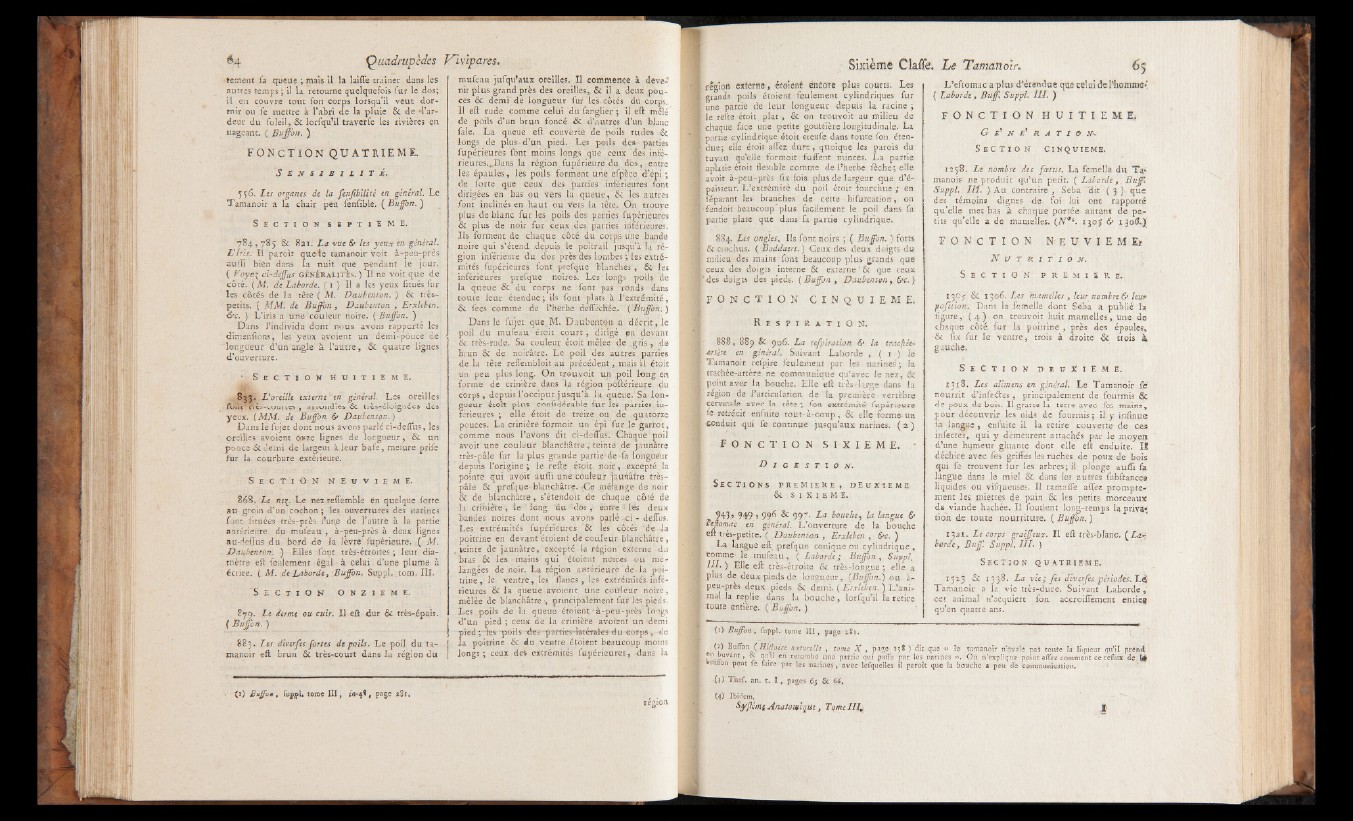 64 Quadrupèdes Vivipares.
rement ſa queue ; mais il la laiſſe traîner dans les
autres temps ; il la retourne quelquefois ſur le dos;
il en couvre tout ſon corps lorſqu'il veut dor-
mir ou ſe mettre à l'abri de la pluie & de l'ar-
deur du ſoleil, & lorſqu'il traverſe les rivières en
nageant. ( Buffon. )
FONCTION QUATRIEME.
SENSIBILITÉ.
556. Les organes de la ſenſibilité en général. Le
Tamanoir a la chair peu ſenſible. ( Buffon. )
SECTION SEPTIEME.
784, 785 & 821. La vue & les yeux en général.
L'Iris. Il paroît que le tamanoir voit à-peu-près
auſſi bien dans la nuit que pendant le jour.
( Voyez ci-deſſus GÉNÉRALITÉS. ) Il ne voit que de
côté. ( M. de Laborde. ( 1 ) Il a les yeux ſitués ſur
les côtés de la tête ( M. Daubenton. ) & très-
petits. ( MM. de Buffon , Daubenton , Erxleben.
&c. ) L'iris a une couleur noire. ( Buffon. )
Dans l'individu dont nous avons rapporté les
dimenſions, les yeux avoient un demi-pouce de
longueur d'un angle à l'autre, & quatre lignes
d'ouverture.
SECTION HUITIEME.
833. L'oreille externe en général. Les oreilles
ſont très-courtes , arrondies & très-éloignées des
yeux. ( MM. de Buffon & Daubenton. )
Dans le ſujet dont nous avons parlé ci-deſſus, les
oreilles avoient onze lignes de longueur, & un
pouce & demi de largeur à leur baſe, meſure priſe
ſur la courbure extérieure.
SECTION NEUVIEME.
868. Le nez. Le nez reſſemble en quelque ſorte
au groin d'un cochon ; les ouvertures des narines
ſont ſituées très-près l'une de l'autre à la partie
antérieure du muſeau , à-peu-près à deux lignes
au-deſſus du bord de la lèvre ſupérieure. ( M.
Daubenton. ) Elles ſont très-étroites ; leur dia-
mètre eſt ſeulement égal à celui d'une plume à
écrire. ( M. de Laborde, Buffon. Suppl. tom. III.
SECTION ONZIEME.
870. Le derme ou cuir. Il eſt dur & très-épais.
( Buffon. )
883. Les diverſes ſortes de poils. Le poil du ta-
manoir eſt brun & très-court dans la région du
muſeau juſqu'aux oreilles. Il commence à deve-
nir plus grand près des oreilles, & il a deux pou-
ces & demi de longueur ſur les côtés du corps.
Il eſt rude comme celui du ſanglier ; il eſt mêlé
de poils d'un brun foncé & d'autres d'un blanc
ſale. La queue eſt couverte de poils rudes &
longs de plus d'un pied. Les poils des parties
ſupérieures ſont moins longs que ceux des infé-
rieures. Dans la région ſupérieure du dos, entre
les épaules, les poils forment une eſpèce d'épi ;
de ſorte que ceux des parties inférieures ſont
dirigées en bas ou vers la queue, & les autres
ſont inclinés en haut ou vers la tête. On trouve
plus de blanc ſur les poils des parties ſupérieures
& plus de noir ſur ceux des parties inférieures.
Ils forment de chaque côté du corps une bande
noire qui s'étend depuis le poitrail juſqu'à la ré-
gion inférieure du dos près des lombes ; les extré-
mités ſupérieures ſont preſque blanches , & les
inférieures preſque noires. Les longs poils de
la queue & du corps ne ſont pas ronds dans
toute leur étendue ; ils ſont plats à l'extrémité,
& ſecs comme de l'herbe deſſéchée. ( Buffon. )
Dans le ſujet que M. Daubenton a décrit, le
poil du muſeau étoit court, dirigé en devant
& très-rude. Sa couleur étoit mêlée de gris , de
brun & de noirâtre. Le poil des autres parties
de la tête reſſembloit au précédent, mais il étoit
un peu plus long. On trouvoit un poil long en
forme de crinière dans la région poſtérieure du
corps, depuis l'occiput juſqu'à la queue. Sa lon-
gueur étoit plus conſidérable ſur les parties in-
férieures ; elle étoit de treize ou de quatorze
pouces. La crinière formoit un épi ſur le garrot,
comme nous l'avons dit ci-deſſus. Chaque poil
avoit une couleur blanchâtre, teinte de jaunâtre
très-pâle ſur la plus grande partie de ſa longueur
depuis l'origine ; le reſte étoit noir, excepté la
pointe qui avoit auſſi une couleur jaunâtre très-
pâle & preſque blanchâtre. Ce mêlange de noir
& de blanchâtre, s'étendoit de chaque côté de
la crinière, le long du dos, entre les deux
bandes noires dont nous avons parlé ci - deſſus.
Les extrémités ſupérieures & les côtés de la
poitrine en devant étoient de couleur blanchâtre,
teinte de jaunâtre, excepté la région externe du
bras & les mains qui étoient noires ou mê-
langées de noir. La région antérieure de la poi-
trine, le ventre, les flancs , les extrémités infé-
rieures & la queue avoient une couleur noire,
mêlée de blanchâtre, principalement ſur les pieds.
Les poils de la queue étoient à-peu-près longs
d'un pied ; ceux de la crinière avoient un demi
pied ; les poils des parties latérales du corps, de
la poitrine & du ventre étoient beaucoup moins
longs ; ceux des extrémités ſupérieures, dans la
(1) Buffon, ſuppl. tome III, in-4°, page 281.
région
Sixième Claſſe. Le Tamanoir. 65
région externe, étoient encore plus courts. Les
grands poils étoient ſeulement cylindriques ſur
une partie de leur longueur depuis la racine ;
le reſte étoit plat, & on trouvoit au milieu de
chaque face une petite gouttière longitudinale. La
partie cylindrique étoit creuſe dans toute ſon éten-
due; elle étoit aſſez dure, quoique les parois du
tuyau qu'elle formoit fuſſent minces. La partie
aplatie étoit flexible comme de l'herbe ſèche; elle
avoit à-peu-près ſix fois plus de largeur que d'é-
paiſſeur. L'extrémité du poil étoit fourchue ; en
ſéparant les branches de cette bifurcation, on
fendoit beaucoup plus facilement le poil dans ſa
partie plate que dans ſa partie cylindrique.
884. Les ongles. Ils ſont noirs ; ( Buffon. ) forts
& crochus. ( Boddaërt. ) Ceux des deux doigts du
milieu des mains ſont beaucoup plus grands que
ceux des doigts interne & externe & que ceux
des doigts des pieds. ( Buffon , Daubenton , &c. )
FONCTION CINQUIEME.
RESPIRATION.
888, 889 & 906. La reſpiration & la trachée-
artère en général. Suivant Laborde , ( 1 ) le
Tamanoir reſpire ſeulement par les narines ; la
trachée-artère ne communique qu'avec le nez, &
point avec la bouche. Elle eſt très-large dans la
région de l'articulation de la première vertèbre
cervicale avec la tête ; ſon extrémité ſupérieure
ſe retrécit enſuite tout-à-coup, & elle forme un
conduit qui ſe continue juſqu'aux narines. ( 2 )
FONCTION SIXIEME.
DIGESTION.
SECTIONS PREMIERE, DEUXIEME
& SIXIEME.
943, 949, 996 & 997. La bouche, la langue &
l'eſtomac en général. L'ouverture de la bouche
eſt très-petite. ( Daubenton , Erxleben , &c. )
La langue eſt preſque conique ou cylindrique,
comme le muſeau, ( Laborde ; Buffon, Suppl.
III. ) Elle eſt très-étroite & très-longue ; elle a
plus de deux pieds de longueur, (Buffon.) ou à-
peu-près deux pieds & demi. ( Erxleben. ) L'ani-
mal la replie dans la bouche, lorſqu'il la retire
toute entière. ( Buffon. )
L'eſtomac a plus d'étendue que celui de l'homme.
( Laborde, Buff. Suppl. III. )
FONCTION HUITIEME.
GÉNÉRATION.
SECTION CINQUIEME.
1258. Le nombre des fœtus. La femelle du Ta-
manoir ne produit qu'un petit. ( Laborde, Buff.
Suppl. III. ) Au contraire , Seba dit ( 3 ) que
des témoins dignes de foi lui ont rapporté
qu'elle met bas à chaque portée autant de pe-
tits qu'elle a de mamelles. (Nos. 1305 & 1306.)
FONCTION NEUVIEME.
NUTRITION.
SECTION PREMIERE.
1305 & 1306. Les mamelles , leur nombre & leur
poſition. Dans la femelle dont Seba a publié la
figure, ( 4 ) on trouvoit huit mamelles, une de
chaque côté ſur la poitrine, près des épaules,
& ſix ſur le ventre, trois à droite & trois à
gauche.
SECTION DEUXIEME.
1318. Les alimens en général. Le Tamanoir ſe
nourrit d'inſectes, principalement de fourmis &
de poux de bois. Il gratte la terre avec ſes mains,
pour découvrir les nids de fourmis ; il y inſinue
ſa langue , enſuite il la retire couverte de ces
inſectes, qui y demeurent attachés par le moyen
d'une humeur gluante dont elle eſt enduite. Il
déchire avec ſes griffes les ruches de poux de bois
qui ſe trouvent ſur les arbres; il plonge auſſi ſa
langue dans le miel & dans les autres ſubſtances
liquides ou viſqueuſes. Il ramaſſe aſſez prompte-
ment les miettes de pain & les petits morceaux
de viande hachée. Il ſoutient long-temps la priva-
tion de toute nourriture. ( Buffon. )
1321. Le corps graiſſeux. Il eſt très-blanc. ( La-
borde, Buff. Suppl. III. )
SECTION QUATRIEME.
1323 & 1338. La vie ; ſes diverſes périodes. Le
Tamanoir a la vie très-dure. Suivant Laborde,
cet animal n'acquiert ſon accroiſſement entier
qu'en quatre ans.
(1) Buffon, ſuppl. tome III, page 281.
(2) Buffon ( Hiſtoire naturelle, tome X , page 158 ) dit que « le tamanoir n'avale pas toute la liqueur qu'il prend
en buvant, & qu'il en retombe une partie qui paſſe par les narines ». On n'explique point aſſez comment ce reflux de la
boiſſon peut ſe faire par les narines, avec leſquelles il paroît que la bouche a peu de communication.
(3) Theſ. an. t. I, pages 65 & 66.
(4) Ibidem.
Syſtême Anatomique, Tome III.
I